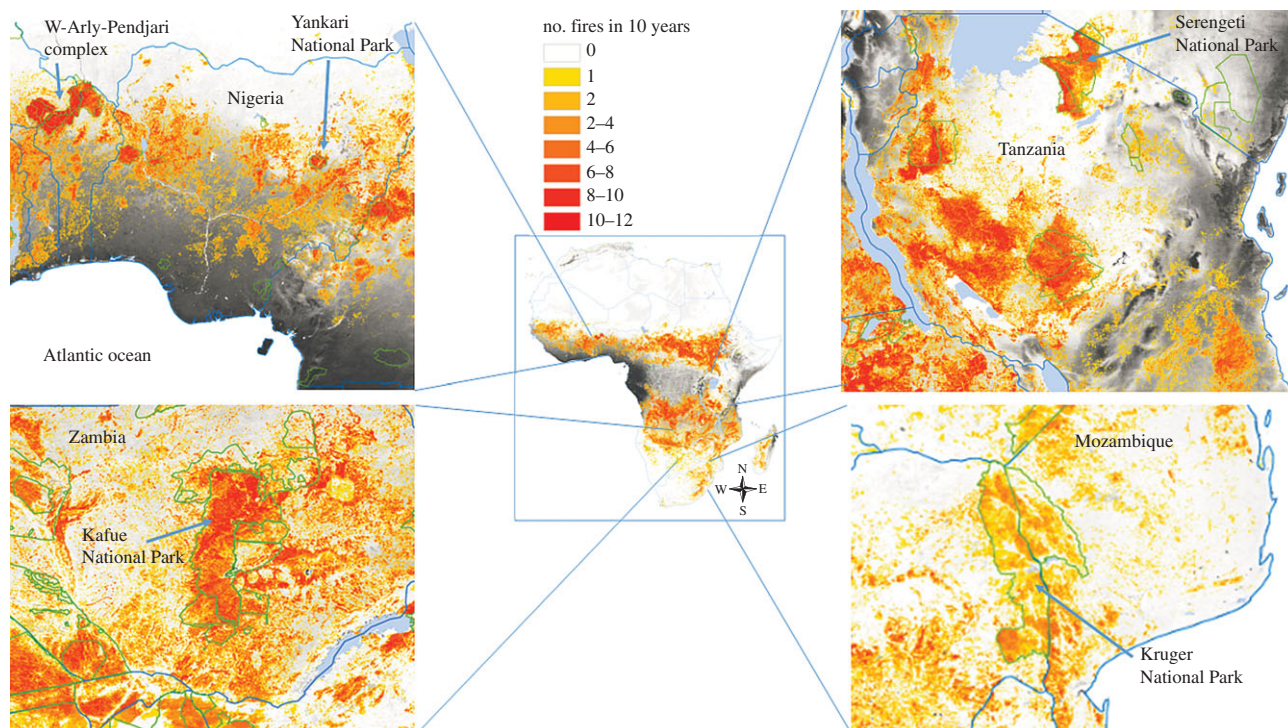 W-Arly-Pendjari
complex
Yankari
National Park
Nigeria
Atlantic ocean
no. fires in 10 years
0
1
2
2–4
4–6
6–8
8–10
10–12
Serengeti
National Park
Tanzania
Zambia
Kafue
National Park
N
W E
S
Mozambique
Kruger
National Park